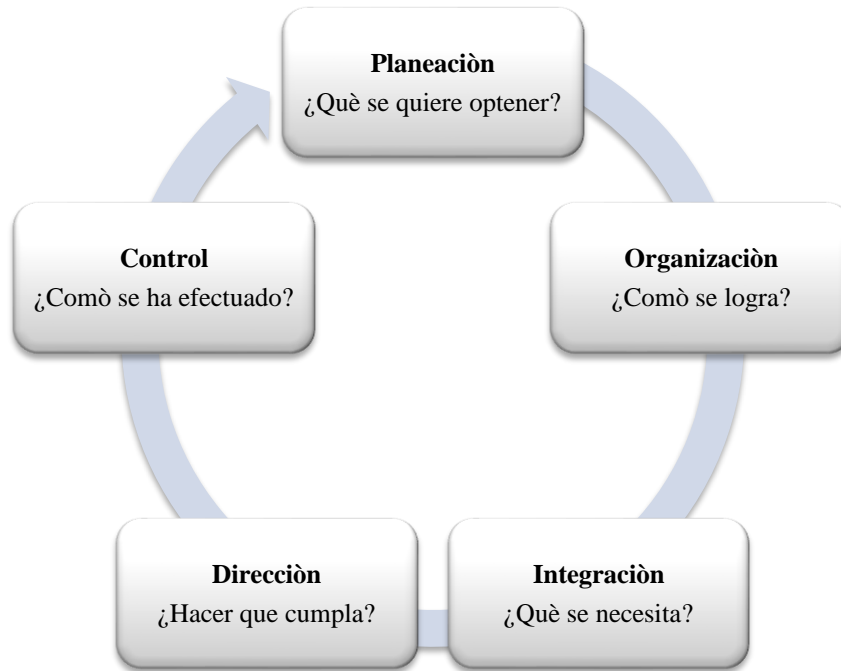 Planeaciòn
¿Què se quiere optener?
Organizaciòn
¿Comò se logra?
Integraciòn
¿Què se necesita?
Direcciòn
¿Hacer que cumpla?
Control
¿Comò se ha efectuado?